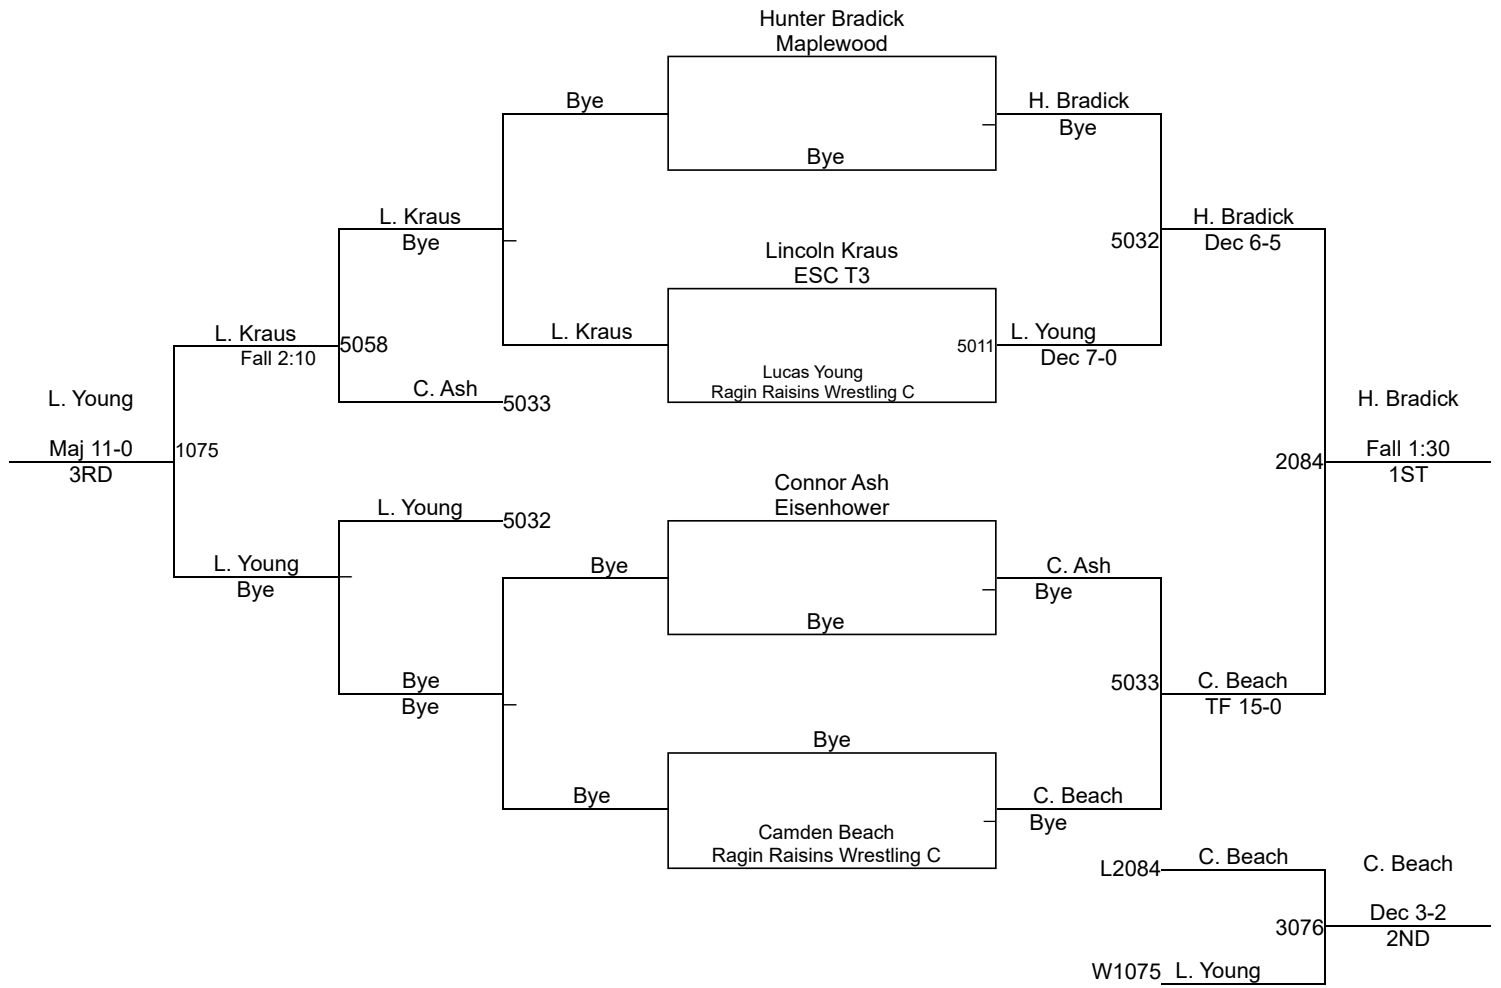 Hunter Bradick
Maplewood
Bye
H. Bradick
Bye
Bye
L. Kraus
Bye
H. Bradick
Dec 6-5
5032
Lincoln Kraus
ESC T3
L. Kraus
L. Young
Dec 7-0
5011
Lucas Young
Ragin Raisins Wrestling C
L. Kraus
Fall 2:10
5058
C. Ash
5033
L. Young
Maj 11-0
3RD
1075
H. Bradick
Fall 1:30
1ST
2084
Connor Ash
Eisenhower
L. Young
5032
L. Young
Bye
Bye
C. Ash
Bye
Bye
Bye
Bye
5033
C. Beach
TF 15-0
Bye
Bye
C. Beach
Bye
Camden Beach
Ragin Raisins Wrestling C
L2084
C. Beach
C. Beach
Dec 3-2
2ND
3076
W1075
L. Young